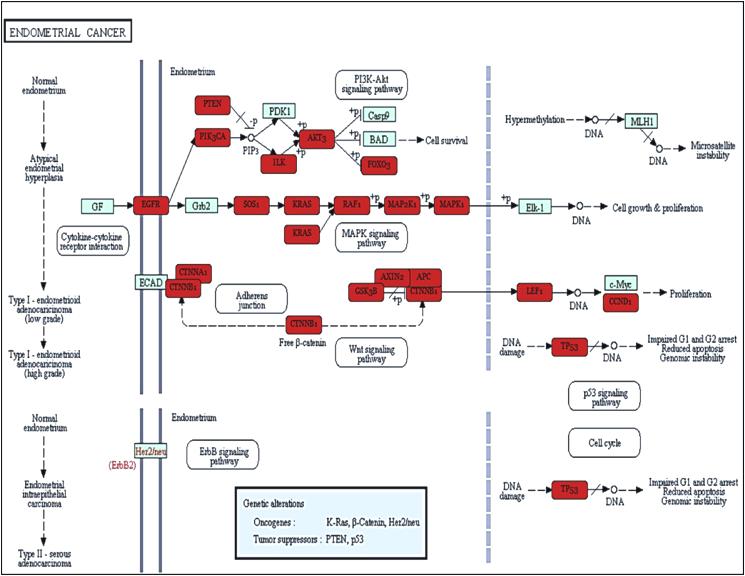 ENDOMETRIAL CANCER
Normal
endometrium
Endometrium
PI3K-Akt
signaling pathway
PTEN
-p
PDK1
+p
+p
Casp9
Hypermethylation
DNA
MLH1
PIK3CA
PIP3
+p
AKT3
+p
BAD
Cell survival
ILK
+p
FOXO3
DNA
Microsatellite
instability
Atypical
endometrial
hyperplasia
GF
EGFR
Grb2
SOS1
KRAS
RAF1
+p
MAP2K1
+p
MAPK1
+p
Elk-1
DNA
Cell growth & proliferation
KRAS
MAPK signaling
pathway
Cytokine-cytokine
receptor interaction
ECAD
CTNNA1
CTNNB1
Adherens
junction
AXIN2
APC
GSK3B
+p
CTNNB1
LEF1
DNA
c-Myc
CCND1
Proliferation
Type I - endometrioid
adenocarcinoma
(low grade)
CTNNB1
Free β-catenin
Wnt signaling
pathway
DNA
damage
TP53
DNA
Impaired G1 and G2 arrest
Reduced apoptosis
Genomic instability
Type I - endometrioid
adenocarcinoma
(high grade)
p53 signaling
pathway
Cell cycle
Normal
endometrium
Endometrium
Her2/neu
(ErbB2)
ErbB signaling
pathway
Endometrial
intraepithelial
carcinoma
DNA
damage
TP53
DNA
Impaired G1 and G2 arrest
Reduced apoptosis
Genomic instability
Genetic alterations
Oncogenes : K-Ras, β-Catenin, Her2/neu
Tumor suppressors : PTEN, p53
Type II - serous
adenocarcinoma